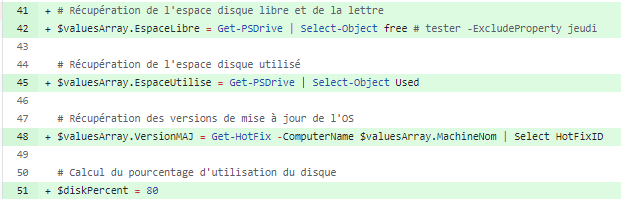 41 + # Récupération de l'espace disque libre et de la lettre
42 + $valuesArray.EspaceLibre = Get-PSDrive | Select-Object free # tester -ExcludeProperty jeudi
43
44 # Récupération de l'espace disque utilisé
45 + $valuesArray.EspaceUtilise = Get-PSDrive | Select-Object Used
46
47 # Récupération des versions de mise à jour de l'OS
48 + $valuesArray.VersionMAJ = Get-HotFix -ComputerName $valuesArray.MachineNom | Select HotFixID
49
50 # Calcul du pourcentage d'utilisation du disque
51 + $diskPercent = 80